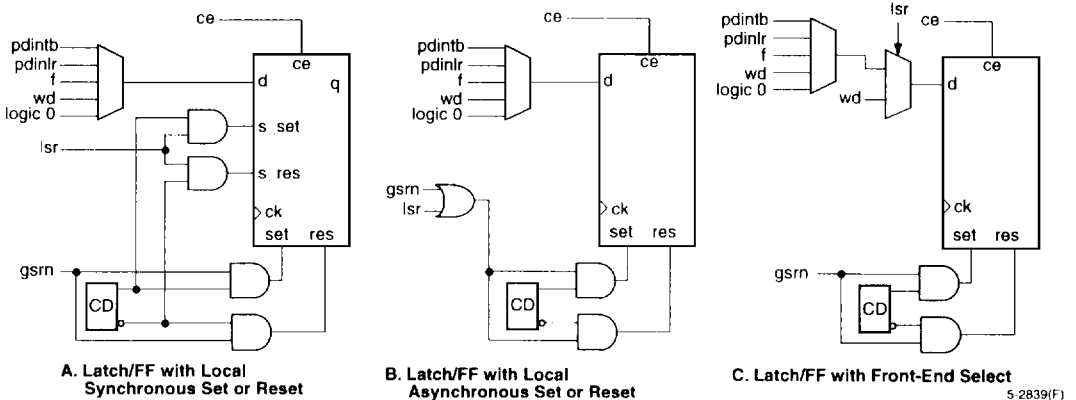 ce
pdintb
pdinlr
f
wd
logic 0
lsr
gsrn
ce
d
q
s_set
s_res
ck
set
res
CD
A. Latch/FF with Local
Synchronous Set or Reset
ce
pdintb
pdinlr
f
wd
logic 0
gsrn
lsr
ce
d
ck
set
res
CD
B. Latch/FF with Local
Asynchronous Set or Reset
lsr
ce
pdintb
pdinlr
f
wd
logic 0
wd
gsrn
ce
d
ck
set
res
CD
C. Latch/FF with Front-End Select
5-2839(F)